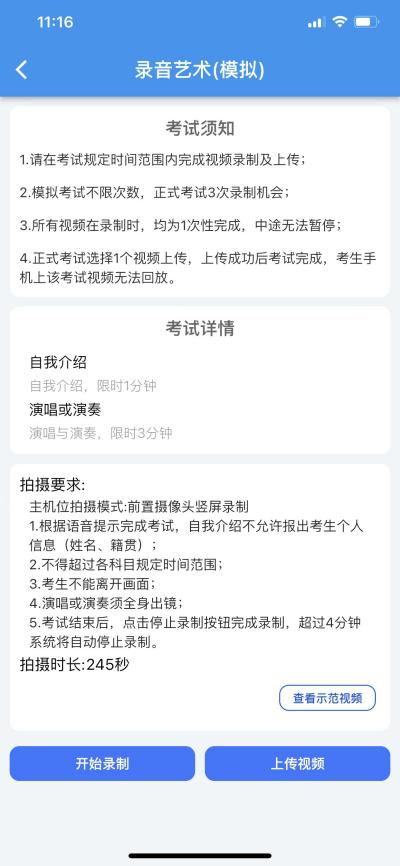 11:16
录音艺术(模拟)
考试须知
1.请在考试规定时间范围内完成视频录制及上传；
2.模拟考试不限次数，正式考试3次录制机会；
3.所有视频在录制时，均为1次性完成，中途无法暂停；
4.正式考试选择1个视频上传，上传成功后考试完成，考生手
机上该考试视频无法回放。
考试详情
自我介绍
自我介绍，限时1分钟
演唱或演奏
演唱与演奏，限时3分钟
拍摄要求:
主机位拍摄模式:前置摄像头竖屏录制
1.根据语音提示完成考试，自我介绍不允许报出考生个人
信息（姓名、籍贯）；
2.不得超过各科目规定时间范围；
3.考生不能离开画面；
4.演唱或演奏须全身出镜；
5.考试结束后，点击停止录制按钮完成录制，超过4分钟
系统将自动停止录制。
拍摄时长:245秒
查看示范视频
开始录制
上传视频